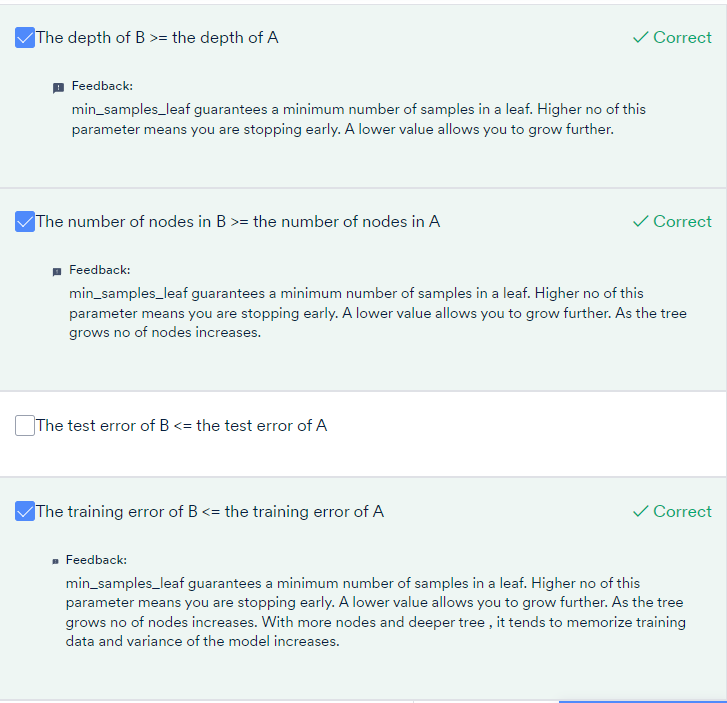 The depth of B >= the depth of A
Correct
Feedback:
min_samples_leaf guarantees a minimum number of samples in a leaf. Higher no of this
parameter means you are stopping early. A lower value allows you to grow further.
The number of nodes in B >= the number of nodes in A
Correct
Feedback:
min_samples_leaf guarantees a minimum number of samples in a leaf. Higher no of this
parameter means you are stopping early. A lower value allows you to grow further. As the tree
grows no of nodes increases.
The test error of B <= the test error of A
The training error of B <= the training error of A
Correct
Feedback:
min_samples_leaf guarantees a minimum number of samples in a leaf. Higher no of this
parameter means you are stopping early. A lower value allows you to grow further. As the tree
grows no of nodes increases. With more nodes and deeper tree , it tends to memorize training
data and variance of the model increases.